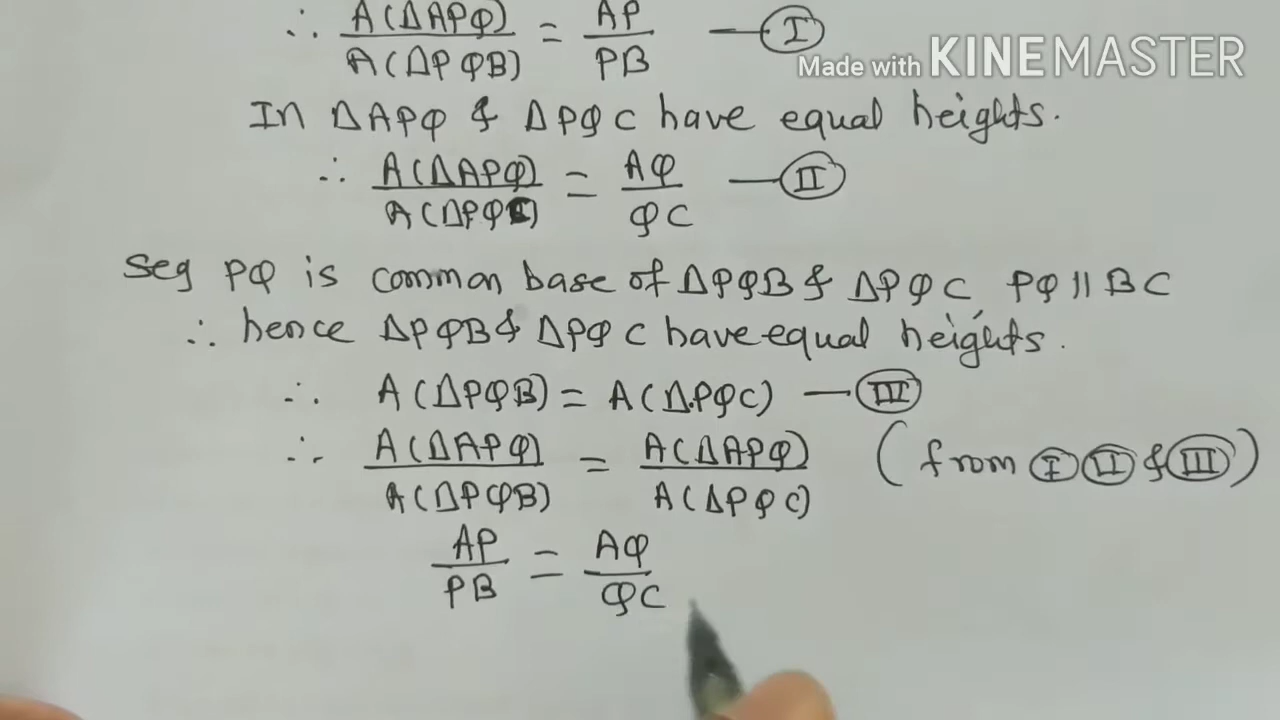 ∴ A(ΔAPQ)/A(ΔPQB) = AP/PB — I
Made with KINEMASTER
In ΔAPQ & ΔPQC have equal heights.
∴ A(ΔAPQ)/A(ΔPQC) = AQ/QC — II
Seg PQ is common base of ΔPQB & ΔPQC, PQ || BC
∴ hence ΔPQB & ΔPQC have equal heights.
∴ A(ΔPQB) = A(ΔPQC) — III
∴ A(ΔAPQ)/A(ΔPQB) = A(ΔAPQ)/A(ΔPQC) (from I II & III)
AP/PB = AQ/QC